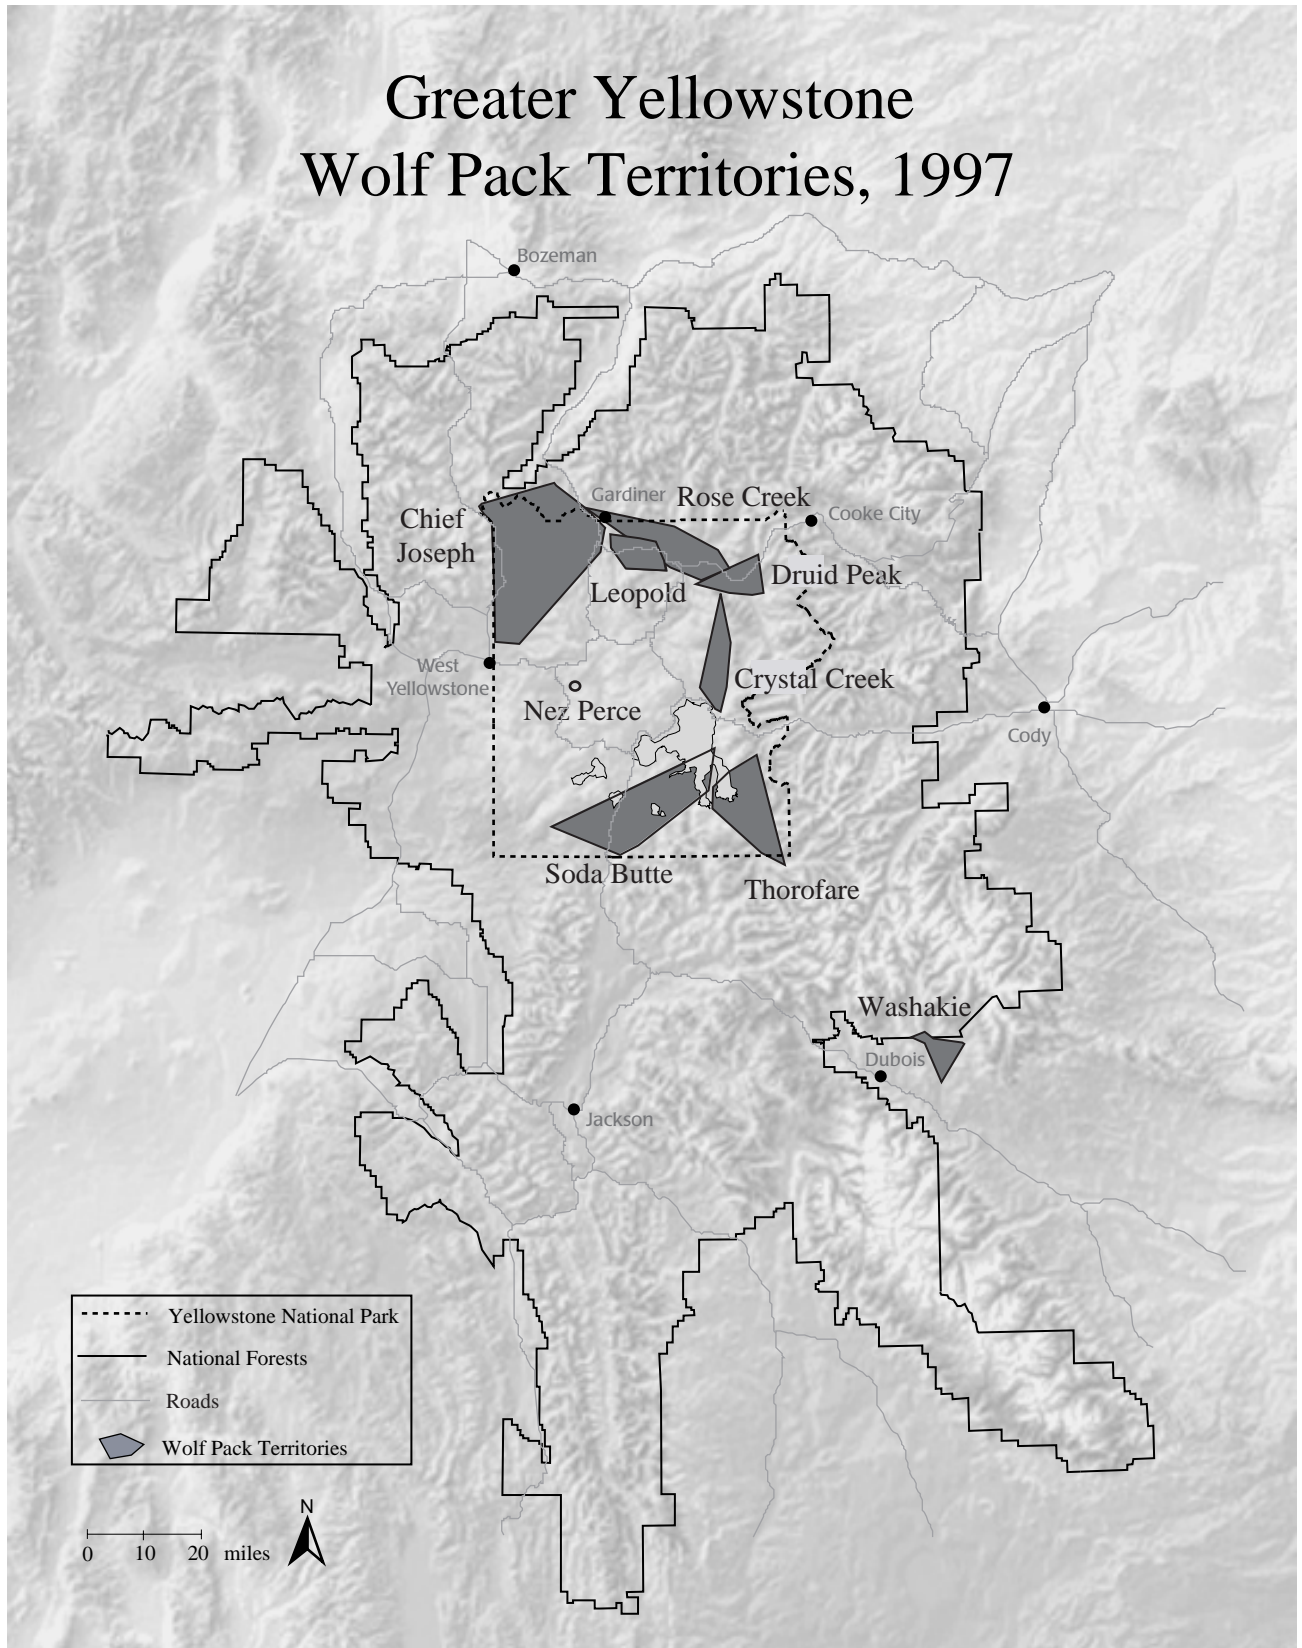 Greater Yellowstone
Wolf Pack Territories, 1997
Bozeman
Gardiner
Rose Creek
Cooke City
Chief
Joseph
Druid Peak
Leopold
West
Yellowstone
Crystal Creek
Nez Perce
Cody
Soda Butte
Thorofare
Washakie
Dubois
Jackson
Yellowstone National Park
National Forests
Roads
Wolf Pack Territories
N
0 10 20 miles